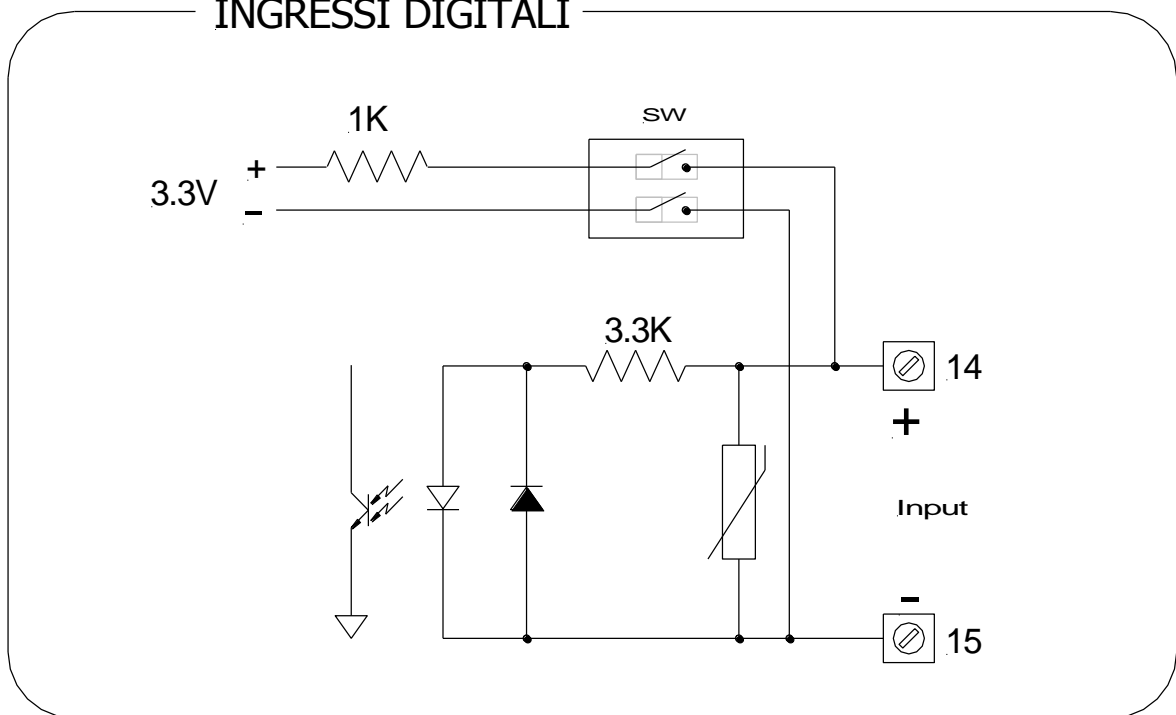 INGRESSI DIGITALI
1K
SW
+
3.3V
-
3.3K
14
+
Input
-
15